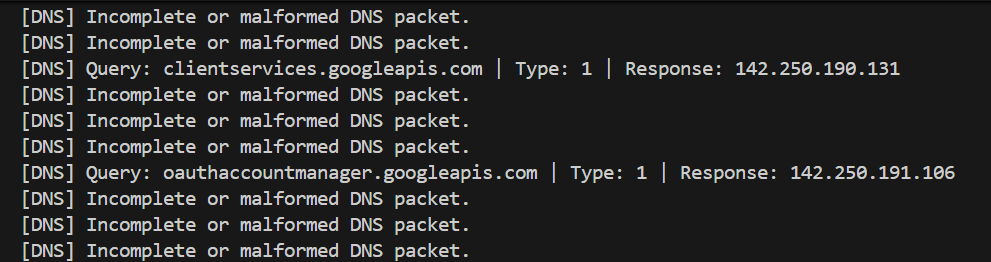 [DNS] Incomplete or malformed DNS packet.
[DNS] Incomplete or malformed DNS packet.
[DNS] Query: clientservices.googleapis.com | Type: 1 | Response: 142.250.190.131
[DNS] Incomplete or malformed DNS packet.
[DNS] Incomplete or malformed DNS packet.
[DNS] Incomplete or malformed DNS packet.
[DNS] Query: oauthaccountmanager.googleapis.com | Type: 1 | Response: 142.250.191.106
[DNS] Incomplete or malformed DNS packet.
[DNS] Incomplete or malformed DNS packet.
[DNS] Incomplete or malformed DNS packet.